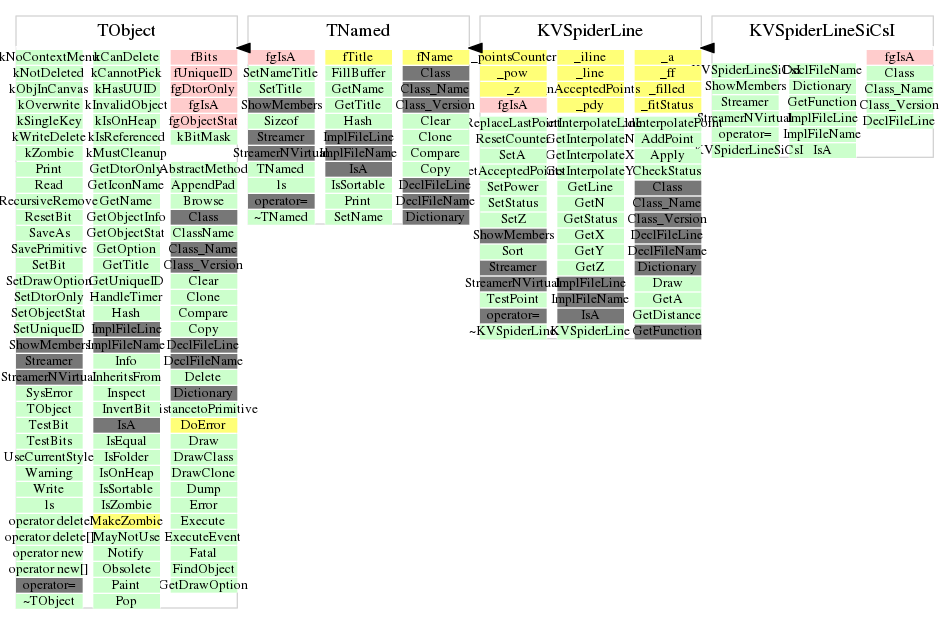 TObject
TNamed
KVSpiderLine
KVSpiderLineSiCsI
kNoContextMenu kCanDelete fBits
kNotDeleted kCannotPick fUniqueID
kObjInCanvas kHasUUID fgDtorOnly
kOverwrite kInvalidObject fgIsA
kSingleKey kIsOnHeap fgObjectStat
kWriteDelete kIsReferenced kBitMask
kZombie kMustCleanup
Print GetDtorOnly AbstractMethod
Read GetIconName AppendPad
RecursiveRemove GetName Browse
ResetBit GetObjectInfo Class
SaveAs GetObjectStat ClassName
SavePrimitive GetOption Class_Name
SetBit GetTitle Class_Version
SetDrawOption GetUniqueID Clear
SetDtorOnly HandleTimer Clone
SetObjectStat Hash Compare
SetUniqueID ImplFileLine Copy
ShowMembers ImplFileName DeclFileLine
Streamer Info DeclFileName
StreamerNVirtual InheritsFrom Delete
SysError Inspect Dictionary
TObject InvertBit istancetoPrimitive
TestBit IsA DoError
TestBits IsEqual Draw
UseCurrentStyle IsFolder DrawClass
Warning IsOnHeap DrawClone
Write IsSortable Dump
ls IsZombie Error
operator delete MakeZombie Execute
operator delete[] MayNotUse ExecuteEvent
operator new Notify Fatal
operator new[] Obsolete FindObject
operator= Paint GetDrawOption
~TObject Pop
fgIsA fTitle fName
SetNameTitle FillBuffer Class
SetTitle GetName Class_Name
ShowMembers GetTitle Class_Version
Sizeof Hash Clear
Streamer ImplFileLine Clone
StreamerNVirtual ImplFileName Compare
TNamed IsA Copy
ls IsSortable DeclFileLine
operator= Print DeclFileName
~TNamed SetName Dictionary
_pointsCounter _iline _a
_pow _line _ff
_z nAcceptedPoints _filled
fgIsA _pdy _fitStatus
ReplaceLastPoint
ResetCounter GetInterpolateN AddPoint
SetA GetInterpolateX Apply
GetInterpolateY CheckStatus
SetPower GetLine Class
SetStatus GetN Class_Name
SetZ GetStatus Class_Version
ShowMembers GetX DeclFileLine
Sort GetY DeclFileName
Streamer GetZ Dictionary
StreamerNVirtual ImplFileLine Draw
TestPoint ImplFileName GetA
operator= IsA GetDistance
~KVSpiderLine KVSpiderLine GetFunction
fgIsA
DeclFileName Class
ShowMembers Dictionary Class_Name
Streamer GetFunction Class_Version
StreamerNVirtual ImplFileLine DeclFileLine
operator= ImplFileName
KVSpiderLineSiCsI IsA